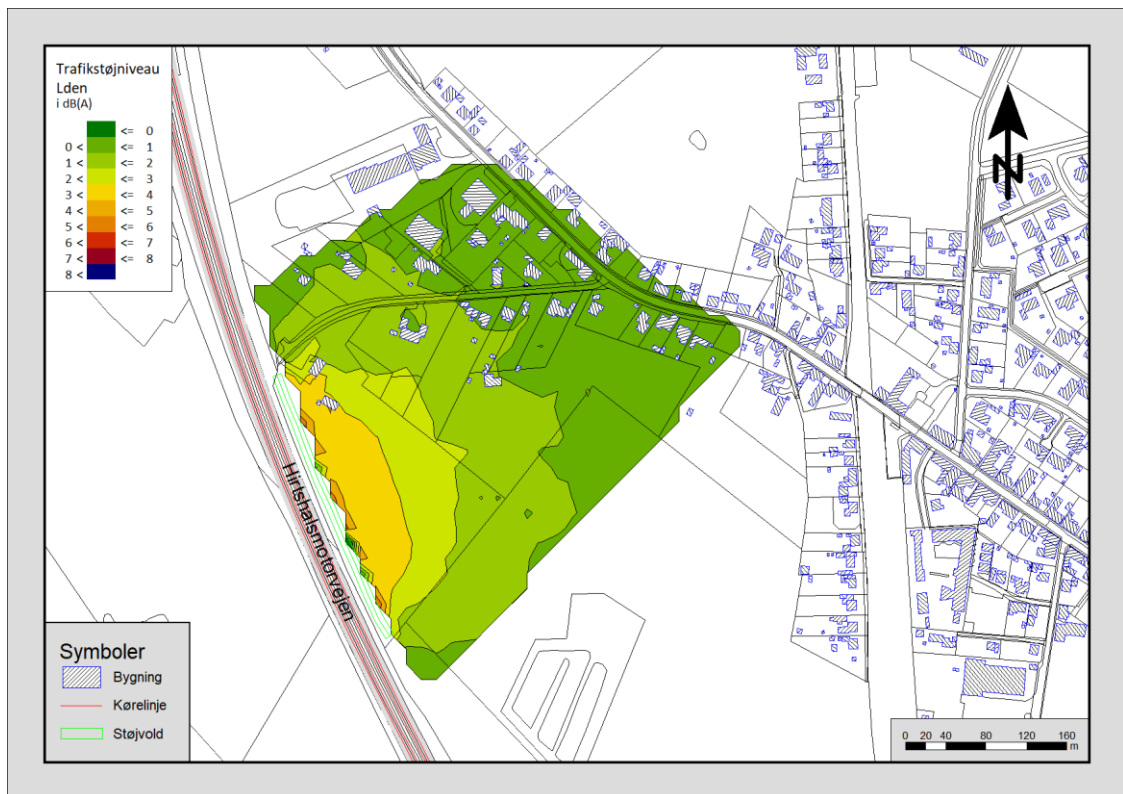 Trafikstøjniveau
Lden
i dB(A)
<= 0
0 < <= 1
1 < <= 2
2 < <= 3
3 < <= 4
4 < <= 5
5 < <= 6
6 < <= 7
7 < <= 8
8 <
N
Hirtshalsmotorvejen
Symboler
Bygning
Kørelinje
Støjvold
0 20 40 80 120 160
m